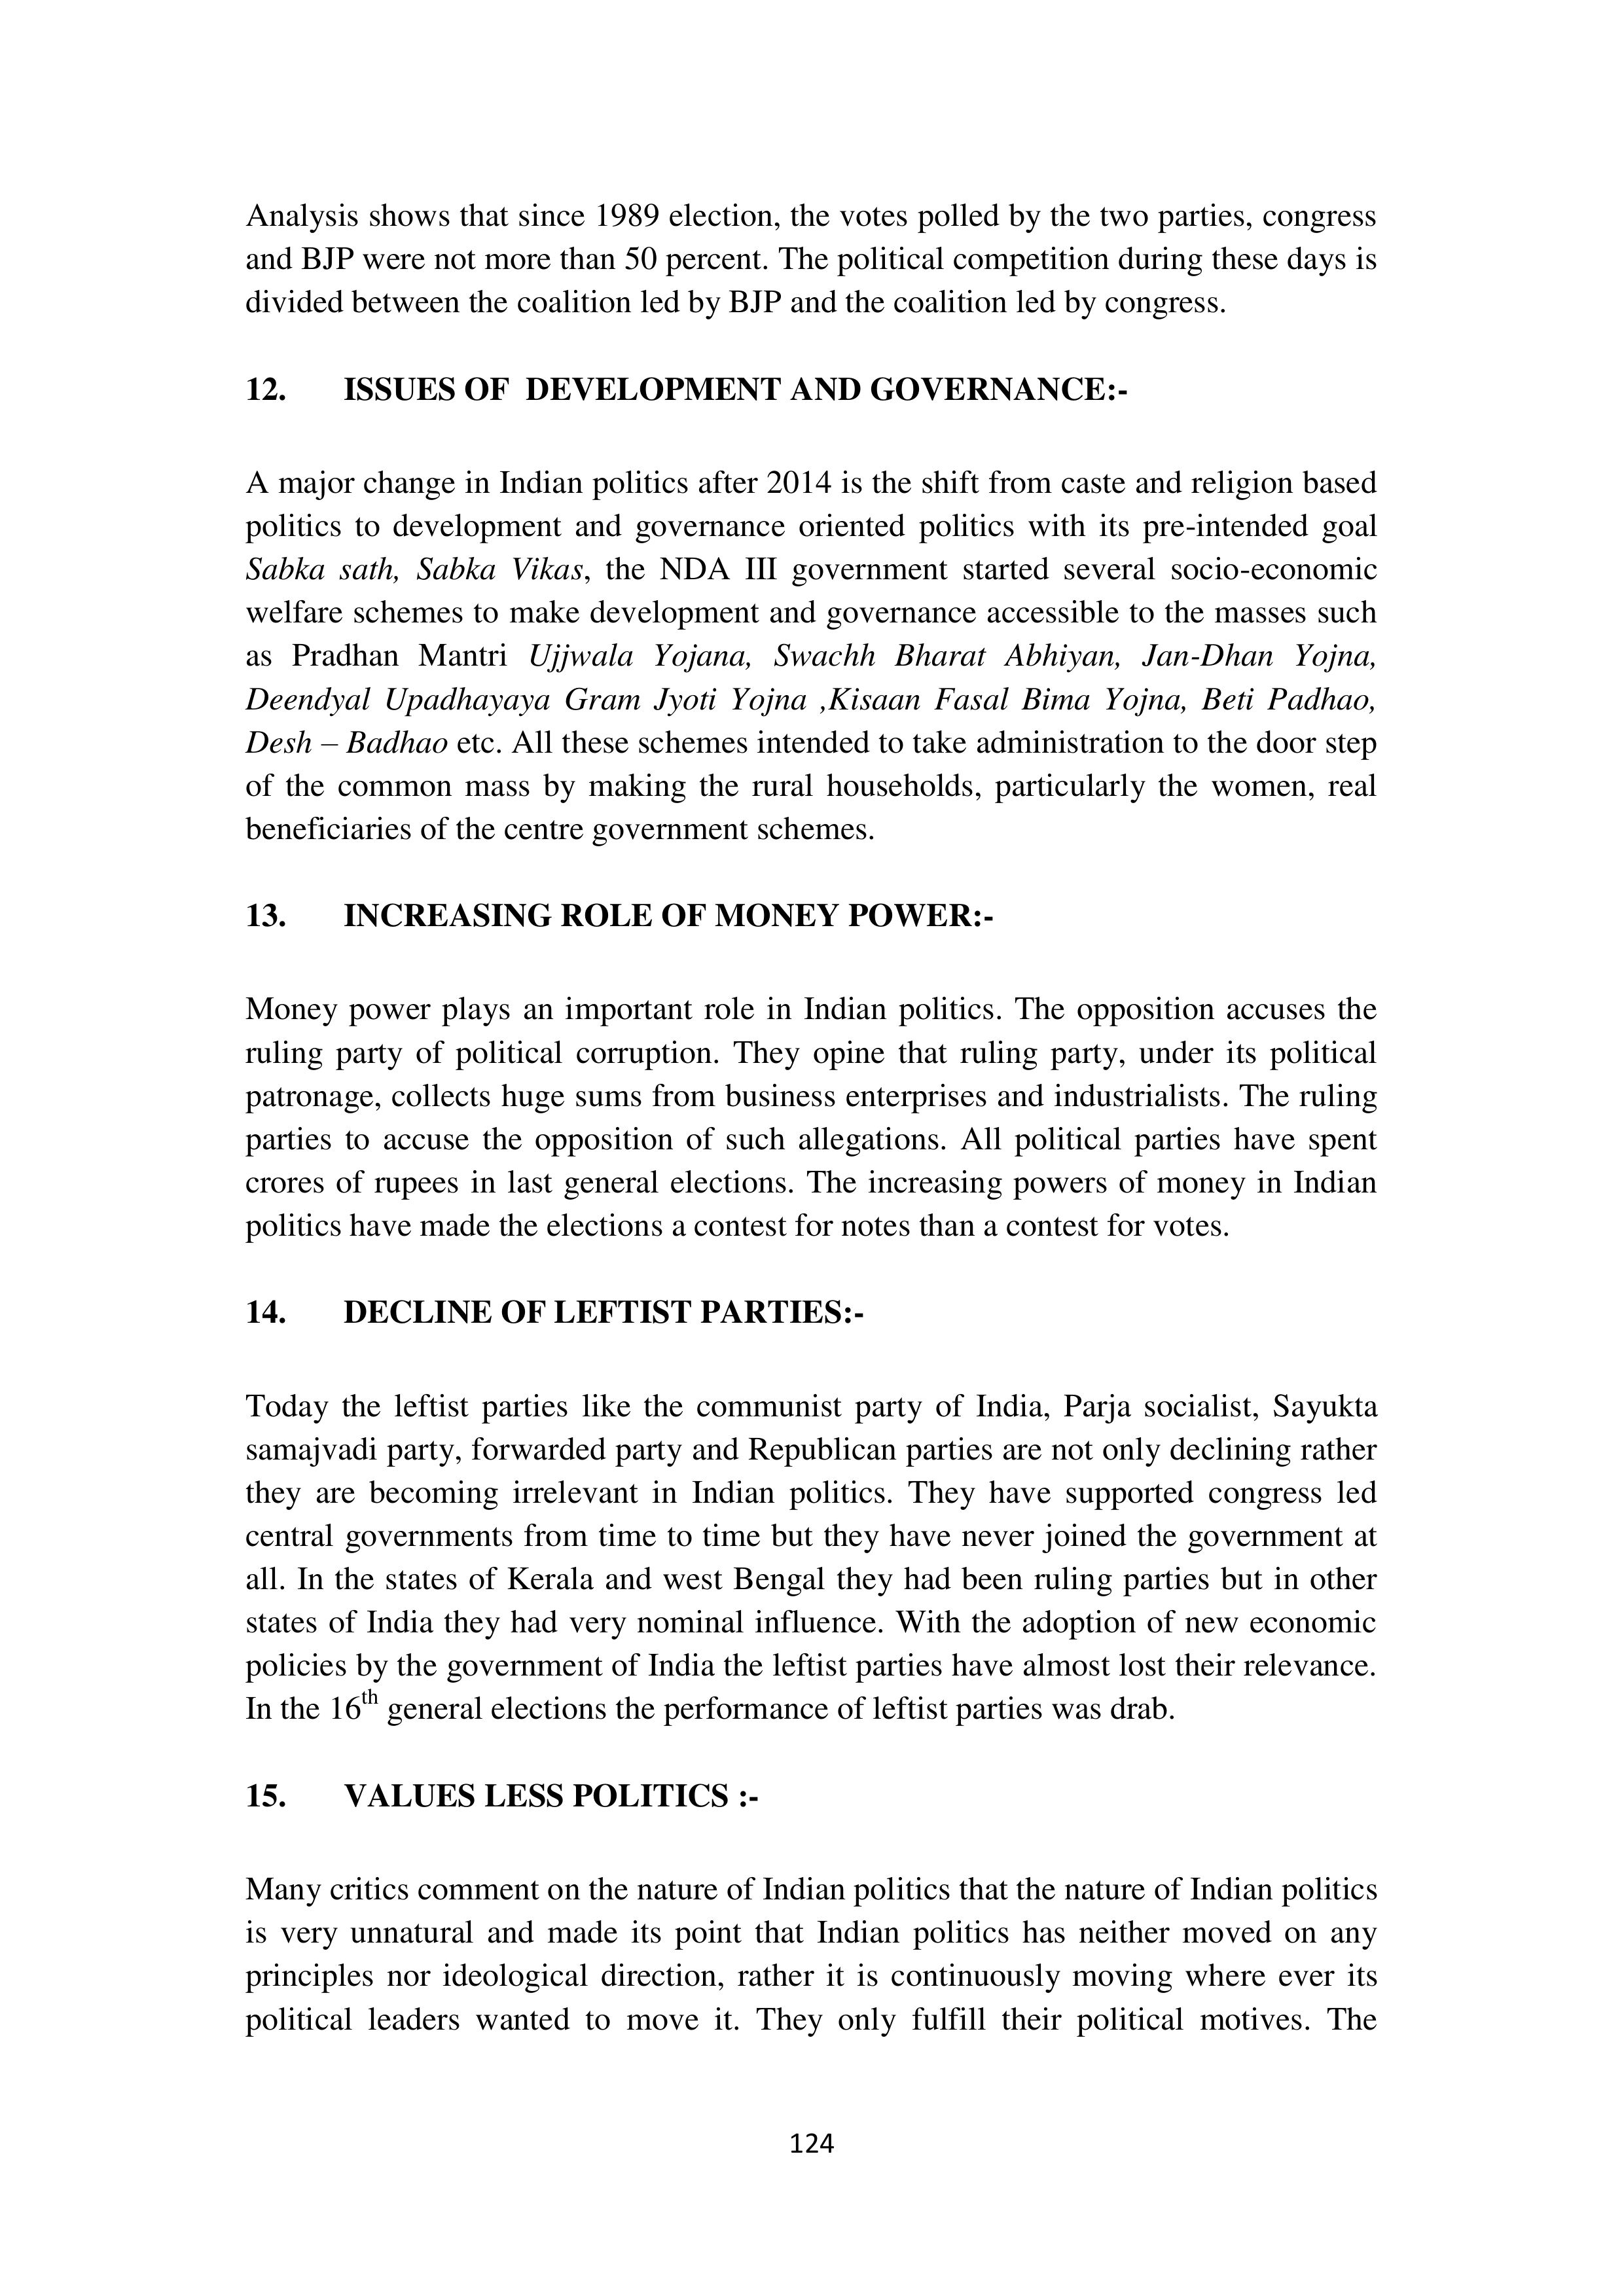 Analysis shows that since 1989 election, the votes polled by the two parties, congress
and BJP were not more than 50 percent. The political competition during these days is
divided between the coalition led by BJP and the coalition led by congress.
12. ISSUES OF DEVELOPMENT AND GOVERNANCE:-
A major change in Indian politics after 2014 is the shift from caste and religion based
politics to development and governance oriented politics with its pre-intended goal
Sabka sath, Sabka Vikas, the NDA III government started several socio-economic
welfare schemes to make development and governance accessible to the masses such
as Pradhan Mantri Ujjwala Yojana, Swachh Bharat Abhiyan, Jan-Dhan Yojna,
Deendyal Upadhayaya Gram Jyoti Yojna ,Kisaan Fasal Bima Yojna, Beti Padhao,
Desh – Badhao etc. All these schemes intended to take administration to the door step
of the common mass by making the rural households, particularly the women, real
beneficiaries of the centre government schemes.
13. INCREASING ROLE OF MONEY POWER:-
Money power plays an important role in Indian politics. The opposition accuses the
ruling party of political corruption. They opine that ruling party, under its political
patronage, collects huge sums from business enterprises and industrialists. The ruling
parties to accuse the opposition of such allegations. All political parties have spent
crores of rupees in last general elections. The increasing powers of money in Indian
politics have made the elections a contest for notes than a contest for votes.
14. DECLINE OF LEFTIST PARTIES:-
Today the leftist parties like the communist party of India, Parja socialist, Sayukta
samajvadi party, forwarded party and Republican parties are not only declining rather
they are becoming irrelevant in Indian politics. They have supported congress led
central governments from time to time but they have never joined the government at
all. In the states of Kerala and west Bengal they had been ruling parties but in other
states of India they had very nominal influence. With the adoption of new economic
policies by the government of India the leftist parties have almost lost their relevance.
In the 16th general elections the performance of leftist parties was drab.
15. VALUES LESS POLITICS :-
Many critics comment on the nature of Indian politics that the nature of Indian politics
is very unnatural and made its point that Indian politics has neither moved on any
principles nor ideological direction, rather it is continuously moving where ever its
political leaders wanted to move it. They only fulfill their political motives. The
124